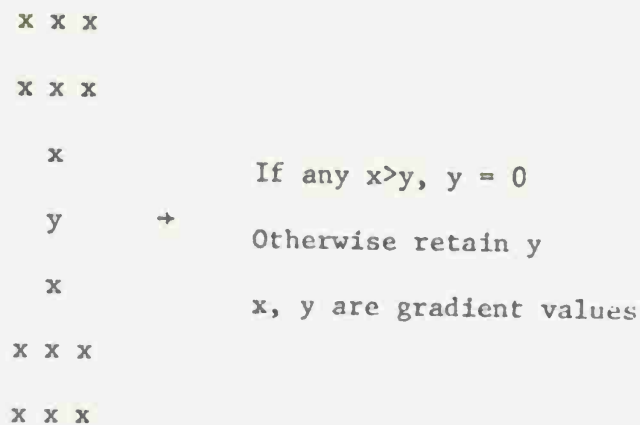 x x x
x x x
x
If any x>y, y = 0
y →
Otherwise retain y
x
x, y are gradient values
x x x
x x x